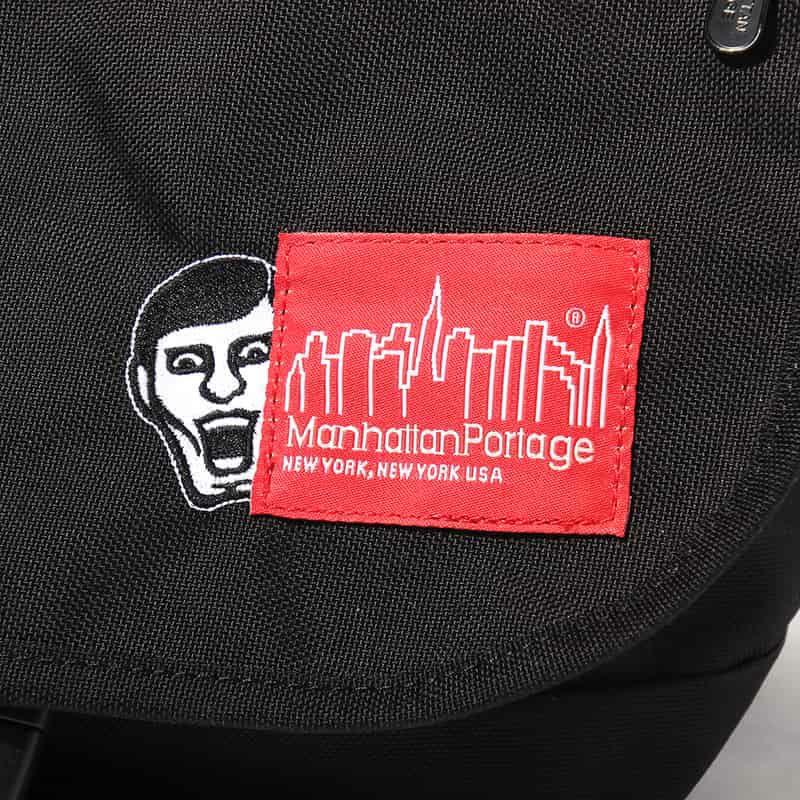 ®
ManhattanPortage
NEW YORK, NEW YORK USA